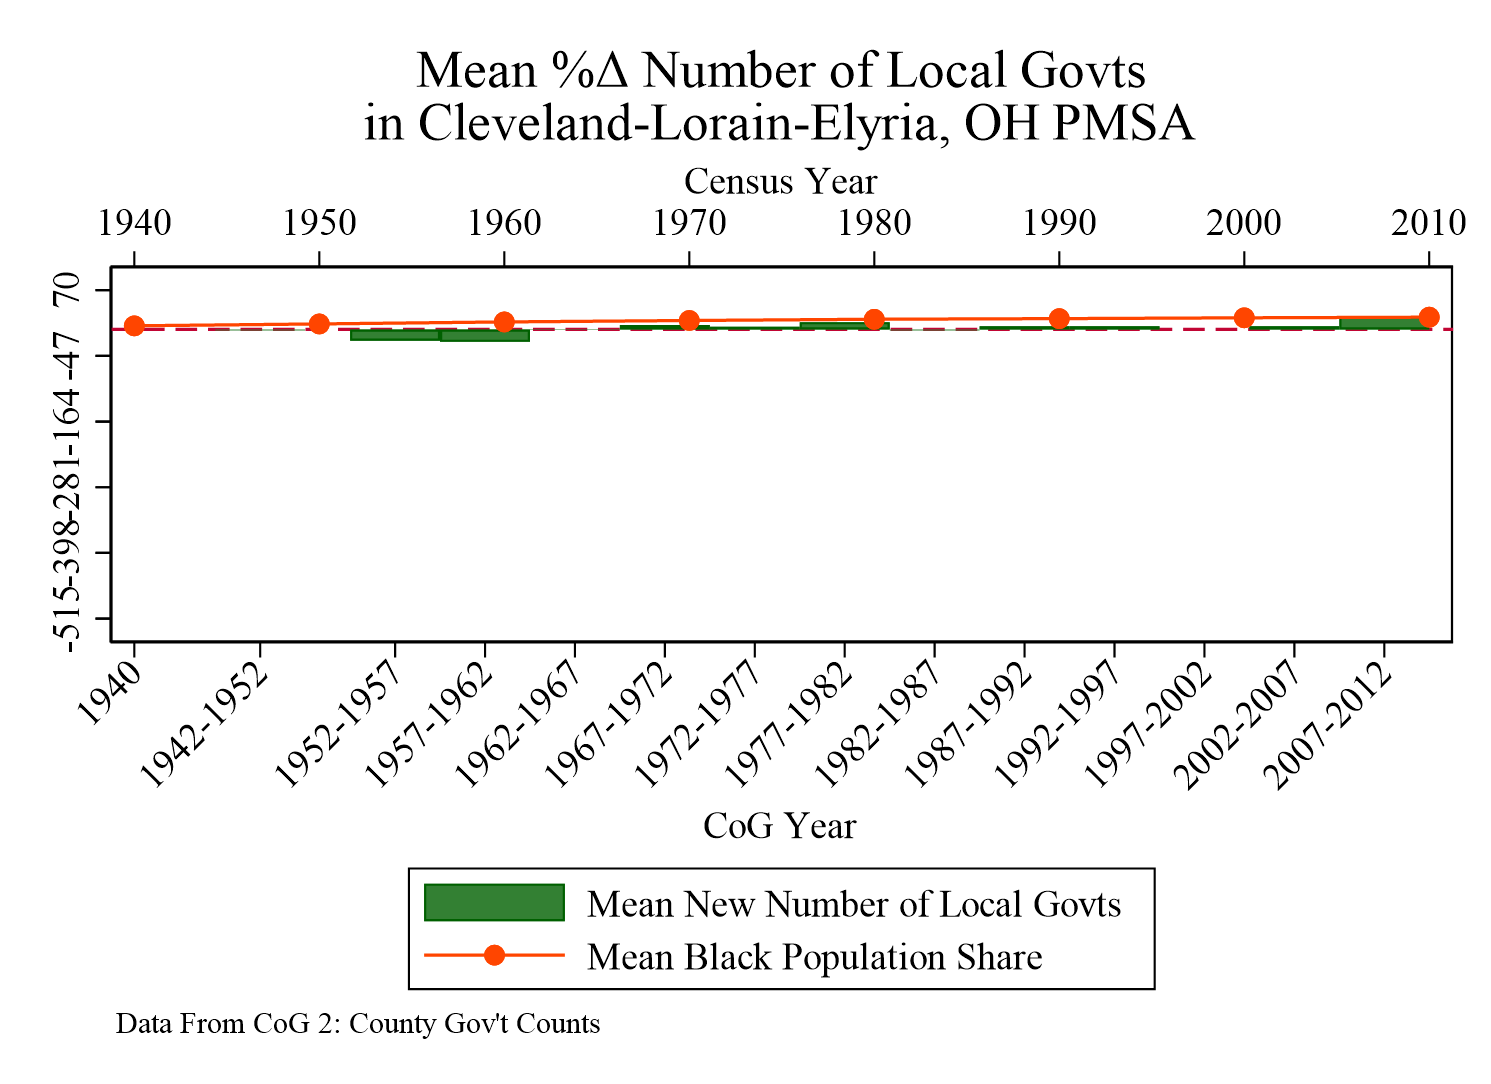 Mean %Δ Number of Local Govts
in Cleveland-Lorain-Elyria, OH PMSA
Census Year
1940 1950 1960 1970 1980 1990 2000 2010
70
-47
-164
-281
-398
-515
1940 1942-1952 1952-1957 1957-1962 1962-1967 1967-1972 1972-1977 1977-1982 1982-1987 1987-1992 1992-1997 1997-2002 2002-2007 2007-2012
CoG Year
Mean New Number of Local Govts
Mean Black Population Share
Data From CoG 2: County Gov't Counts